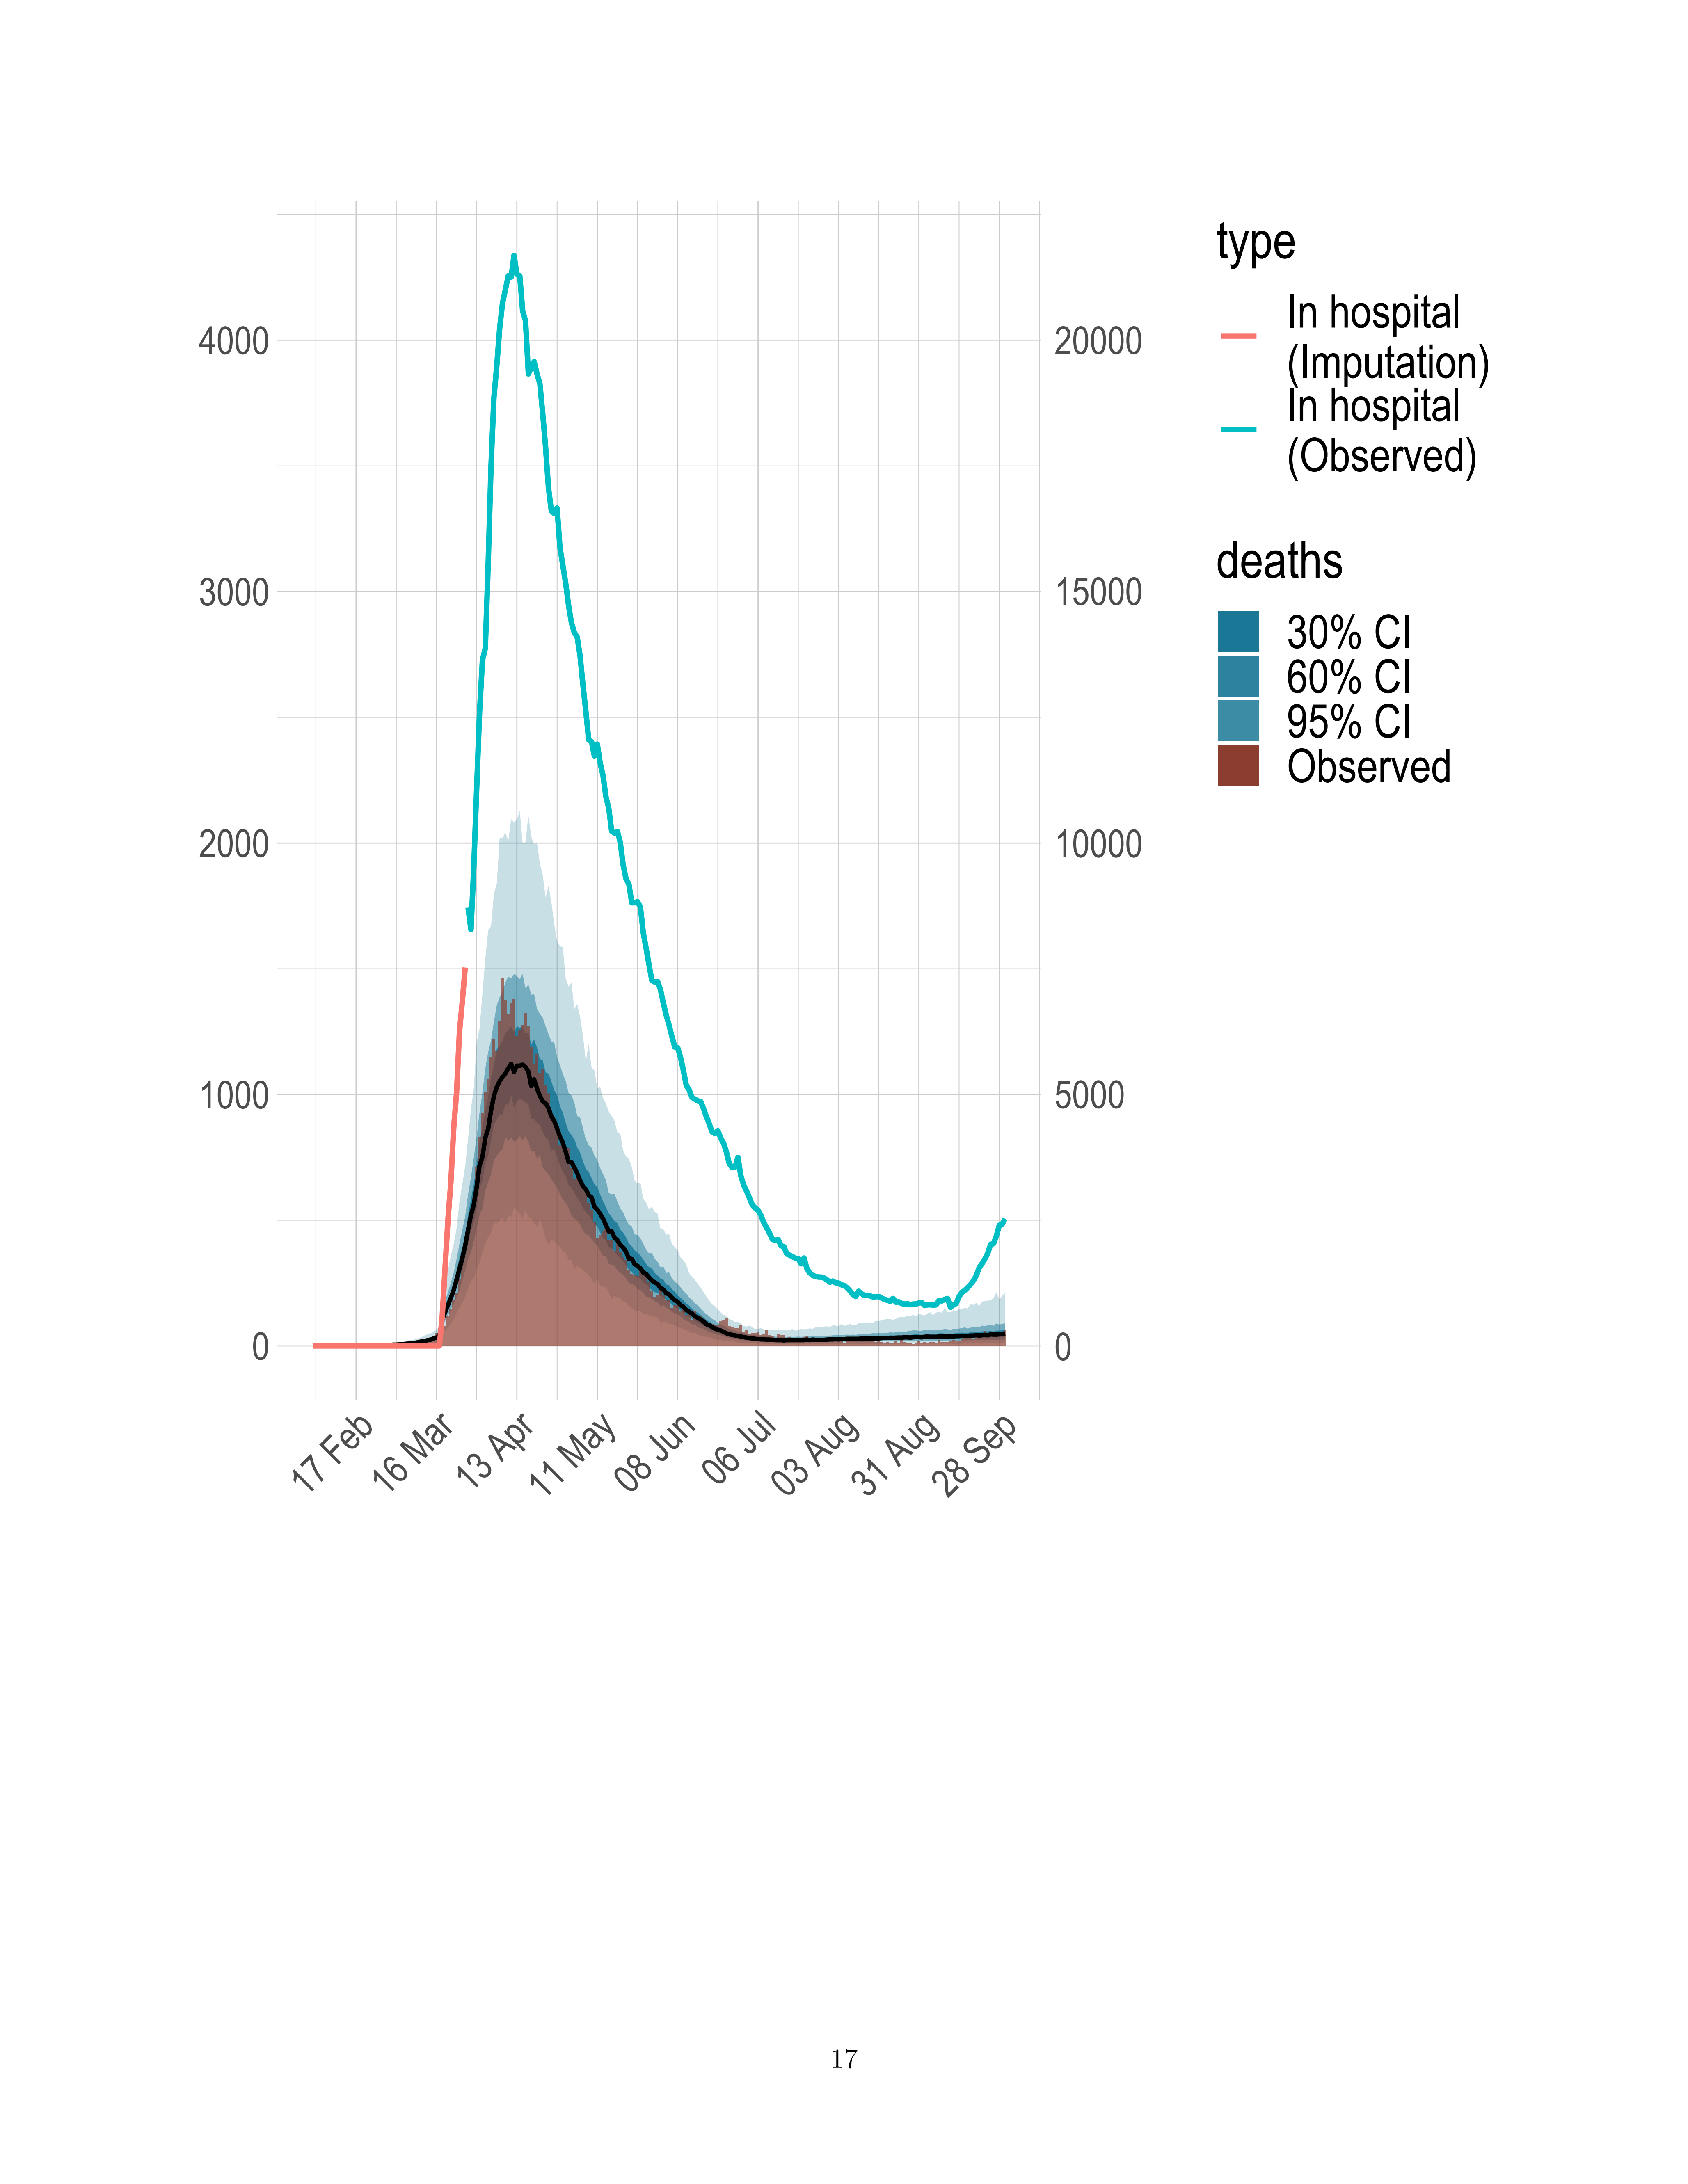 4000
3000
2000
1000
0
20000
15000
10000
5000
0
17 Feb
16 Mar
13 Apr
11 May
08 Jun
06 Jul
03 Aug
31 Aug
28 Sep
type
In hospital
(Imputation)
In hospital
(Observed)
deaths
30% CI
60% CI
95% CI
Observed
17